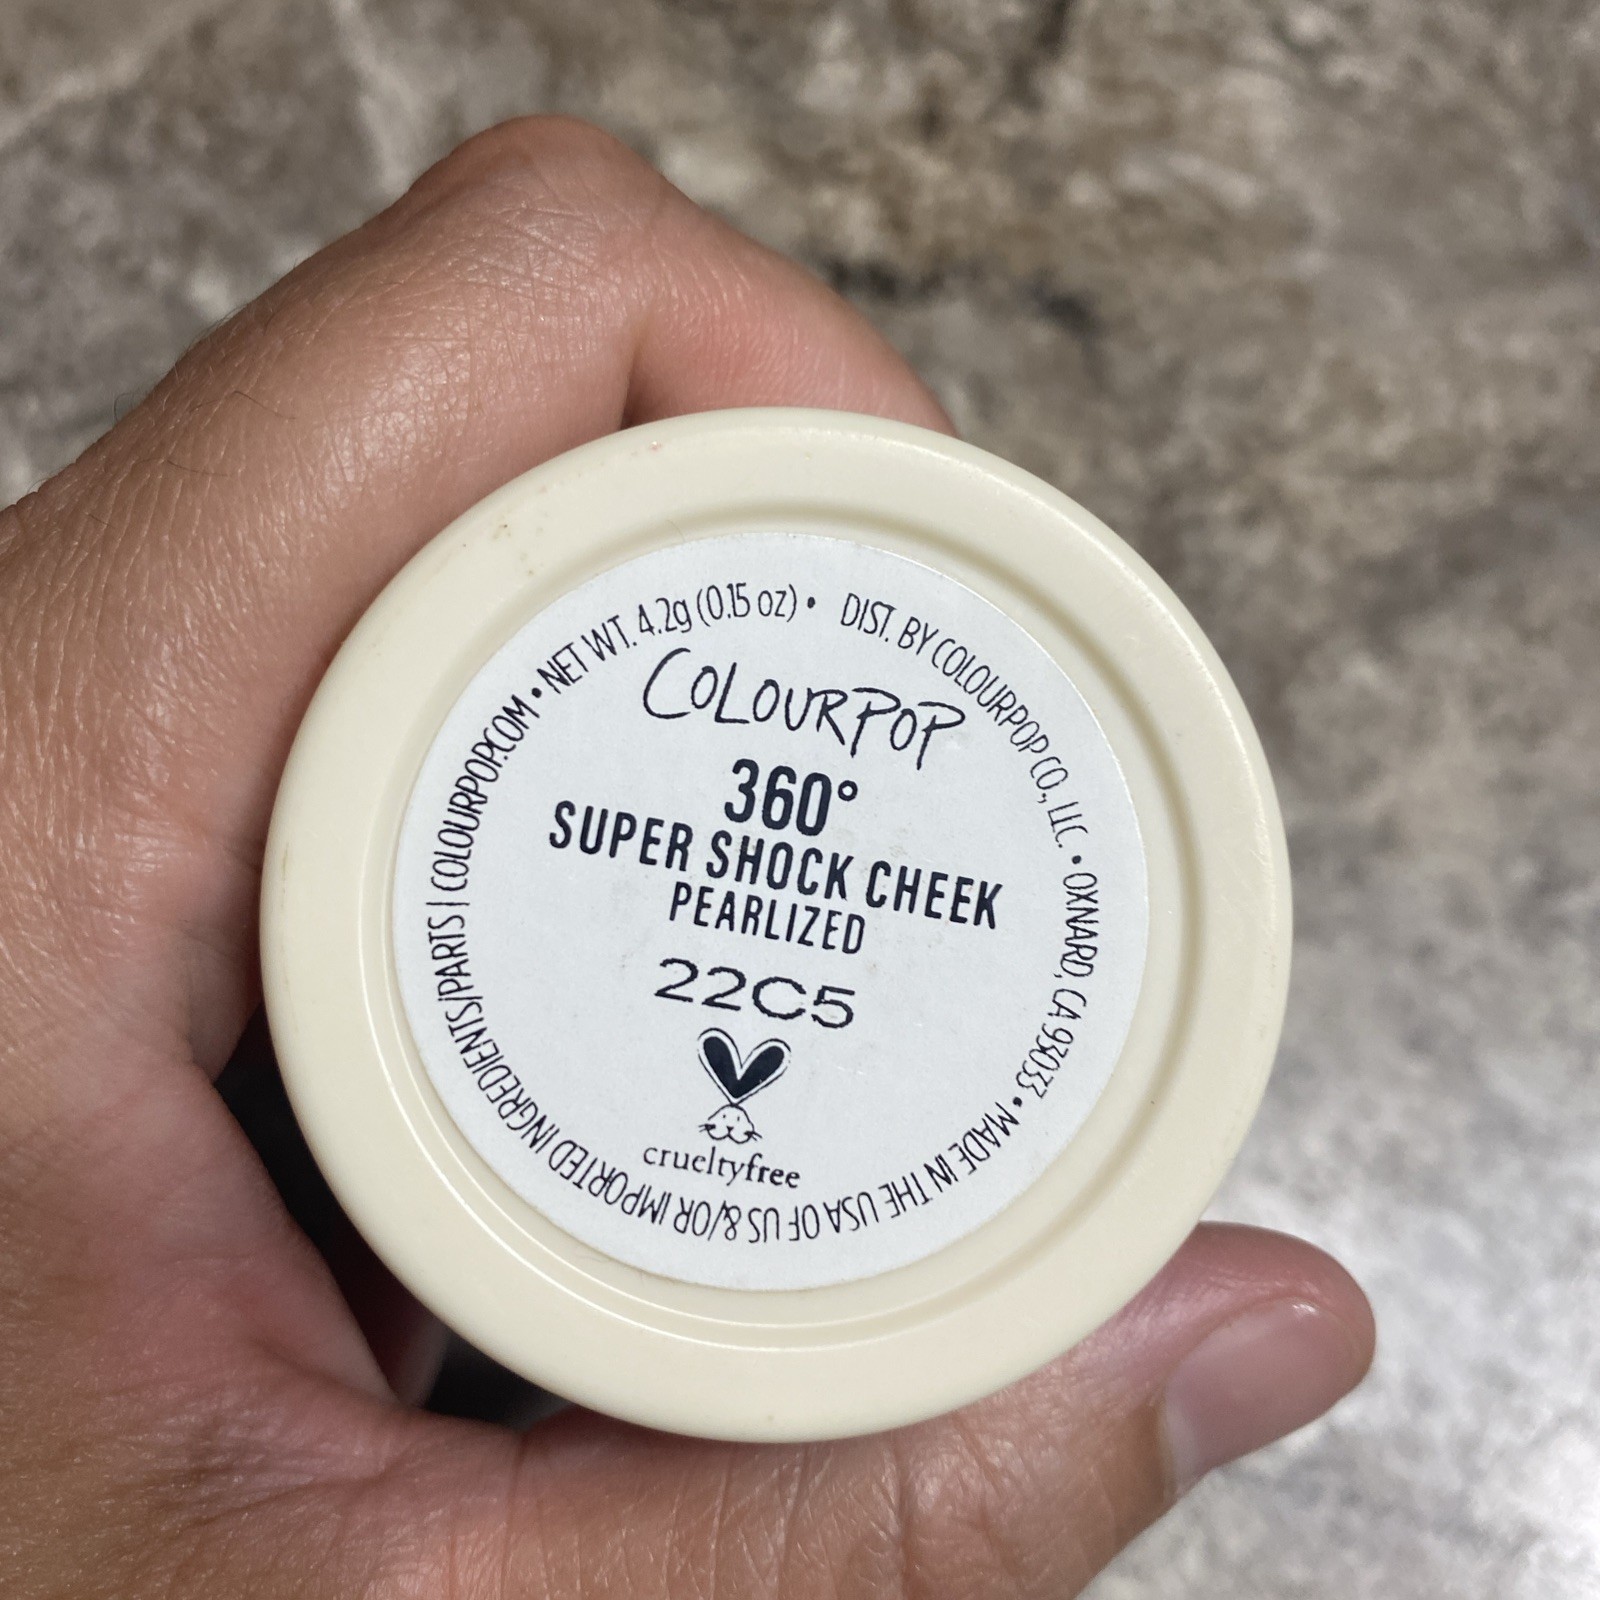 COLOURPOP
360°
SUPER SHOCK CHEEK
PEARLIZED
22C5
crueltyfree
NET WT. 4.2g (0.15 oz) • DIST. BY COLOURPOP CO., LLC. • OXNARD, CA 93033 • MADE IN THE USA OF US &/OR IMPORTED INGREDIENTS/PARTS | COLOURPOP.COM •